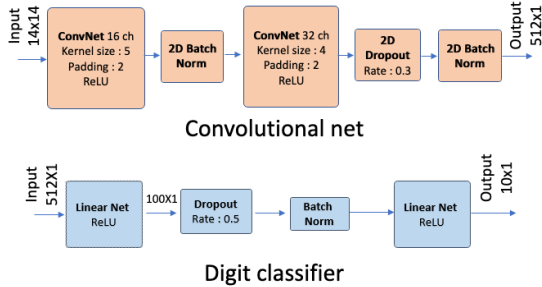 Input
14x14
ConvNet 16 ch
Kernel size : 5
Padding : 2
ReLU
2D Batch
Norm
ConvNet 32 ch
Kernel size : 4
Padding : 2
ReLU
2D
Dropout
Rate : 0.3
2D Batch
Norm
Output
512x1
Convolutional net
Input
512X1
Linear Net
ReLU
100X1
Dropout
Rate : 0.5
Batch
Norm
Linear Net
ReLU
Output
10x1
Digit classifier